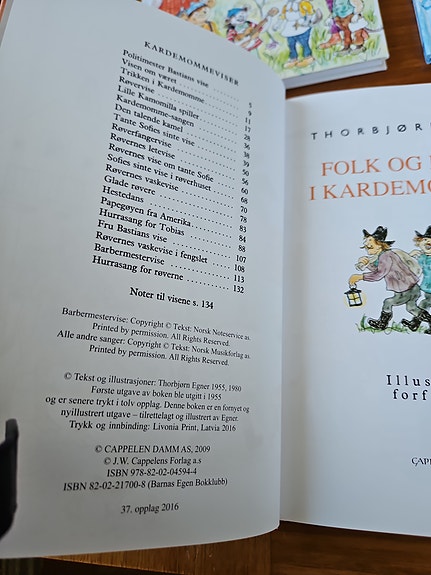 KARDEMOMMEVISER
Politimester Bastians vise 5
Visen om været 9
Trikken i Kardemomme 11
Røvervise 17
Lille Kamomilla spiller 28
Kardemomme-sangen 36
Den talende kamel 38
Tante Sofies sinte vise 39
Røverfangervise 50
Røvernes letevise 56
Røvernes vise om tante Sofie 60
Sofies sinte vise i røverhuset 68
Røvernes vaskevise 70
Glade røvere 78
Hestedans 83
Papegøyen fra Amerika 84
Hurrasang for Tobias 88
Fru Bastians vise 107
Røvernes vaskevise i fengslet 108
Barbermestervise 113
Hurrasang for røverne 132
Noter til visene s. 134
Barbermestervise: Copyright © Tekst: Norsk Noteservice as.
Printed by permission. All Rights Reserved.
Alle andre sanger: Copyright © Tekst: Norsk Musikforlag as.
Printed by permission. All Rights Reserved.
© Tekst og illustrasjoner: Thorbjørn Egner 1955, 1980
Første utgave av boken ble utgitt i 1955
og er senere trykt i tolv opplag. Denne boken er en fornyet og
nyillustrert utgave – tilrettelagt og illustrert av Egner.
Trykk og innbinding: Livonia Print, Latvia 2016
© CAPPELEN DAMM AS, 2009
© J.W. Cappelens Forlag a.s
ISBN 978-82-02-04594-4
ISBN 82-02-21700-8 (Barnas Egen Bokklubb)
37. opplag 2016
THORBJØR
FOLK OG
I KARDEMO
Illus
forf
CAPP